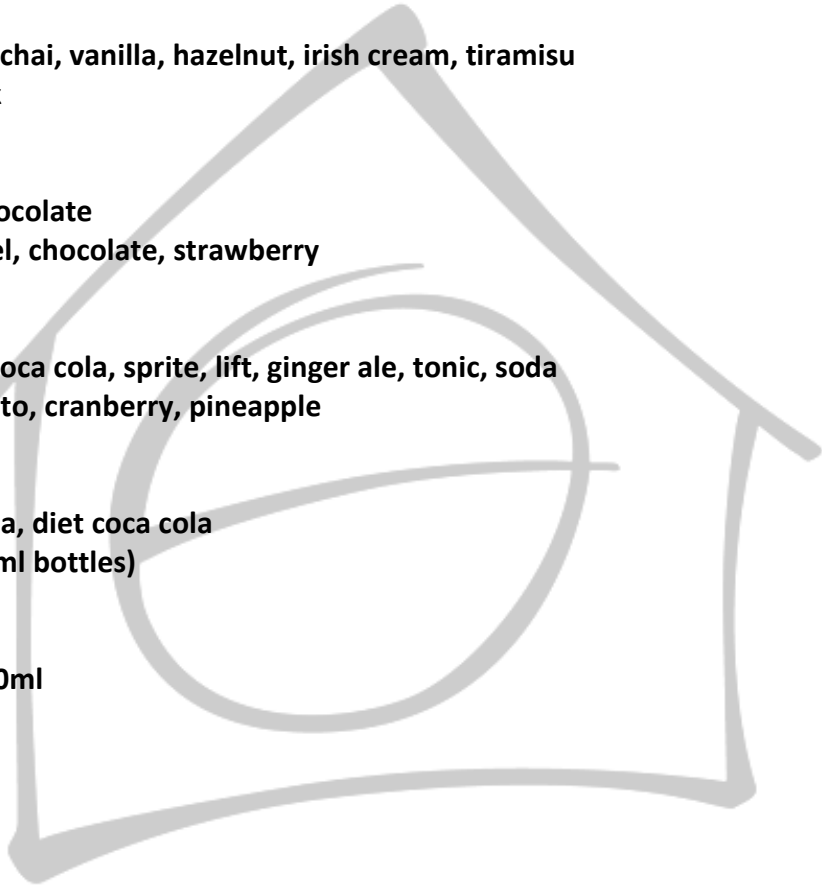 chai, vanilla, hazelnut, irish cream, tiramisu
ocolate
el, chocolate, strawberry
oca cola, sprite, lift, ginger ale, tonic, soda
to, cranberry, pineapple
a, diet coca cola
ml bottles)
0ml